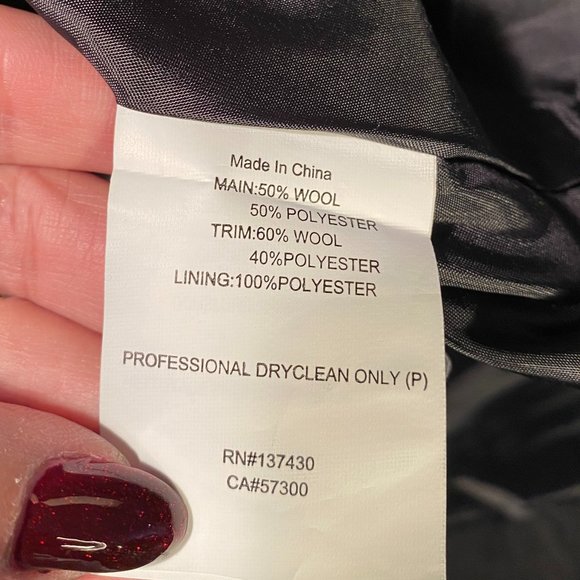 Made In China
MAIN:50% WOOL
50% POLYESTER
TRIM:60% WOOL
40%POLYESTER
LINING:100%POLYESTER
PROFESSIONAL DRYCLEAN ONLY (P)
RN#137430
CA#57300